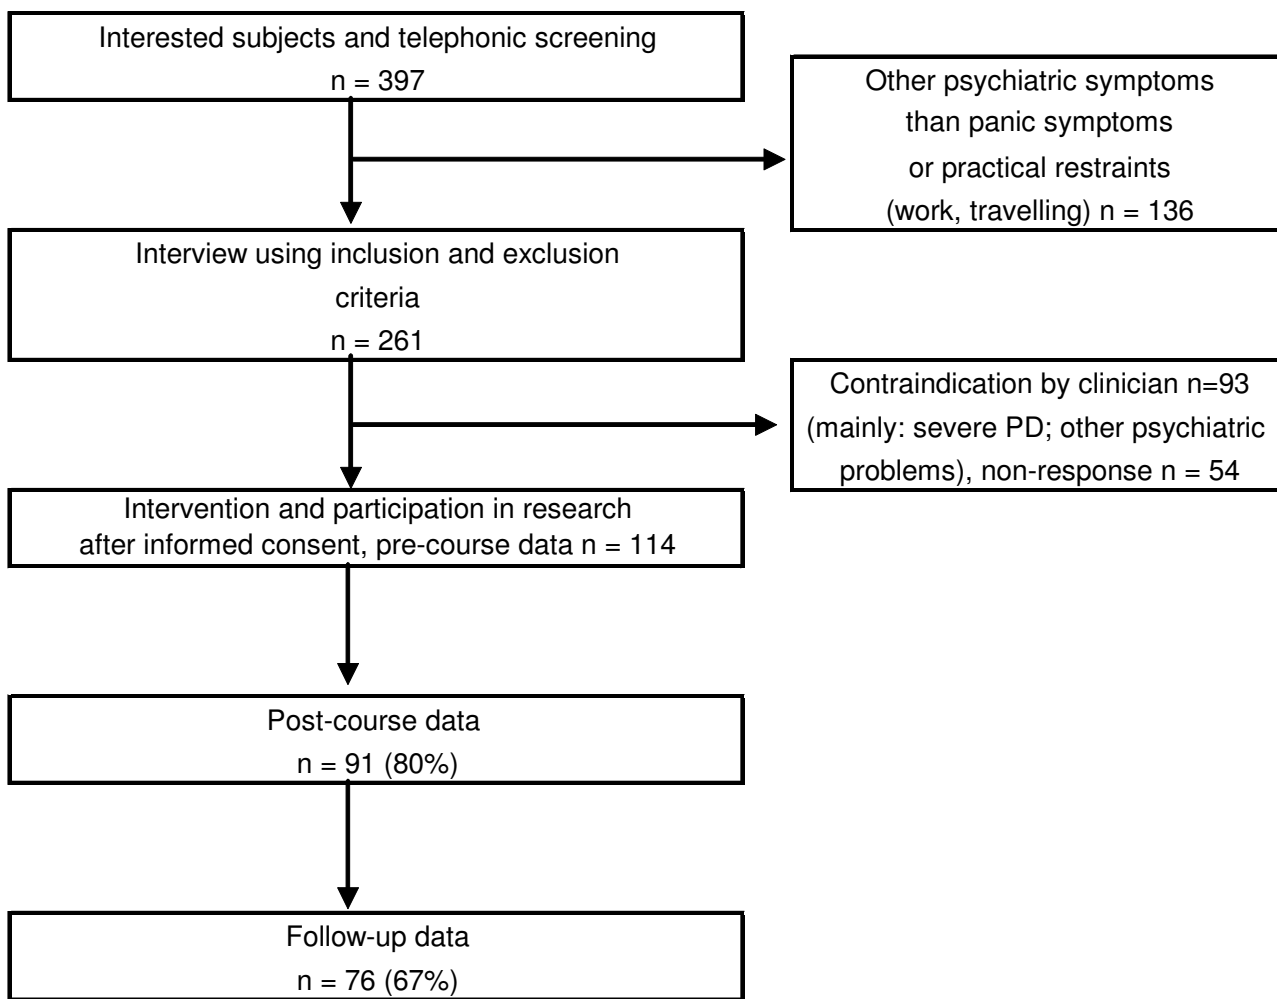 Interested subjects and telephonic screening
n = 397
Other psychiatric symptoms
than panic symptoms
or practical restraints
(work, travelling) n = 136
Interview using inclusion and exclusion
criteria
n = 261
Contraindication by clinician n=93
(mainly: severe PD; other psychiatric
problems), non-response n = 54
Intervention and participation in research
after informed consent, pre-course data n = 114
Post-course data
n = 91 (80%)
Follow-up data
n = 76 (67%)